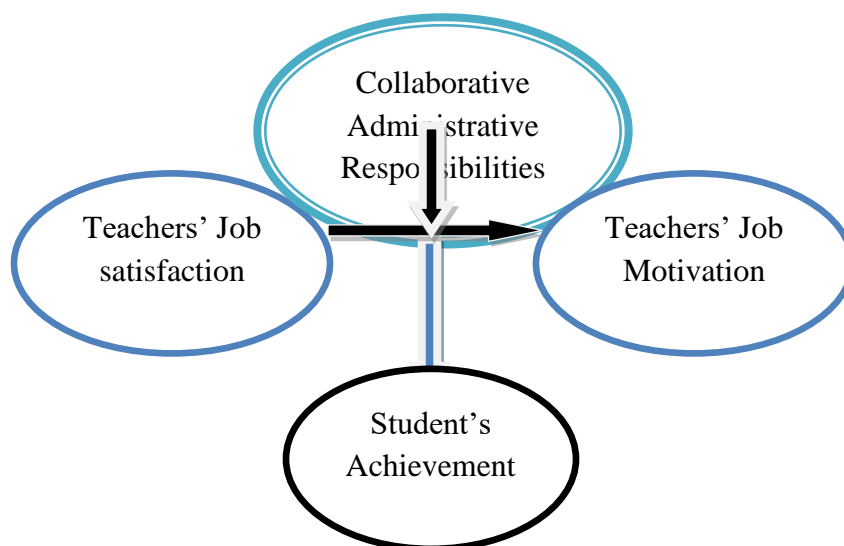 Collaborative
Administrative
Responsibilities
Teachers’ Job
satisfaction
Teachers’ Job
Motivation
Student’s
Achievement